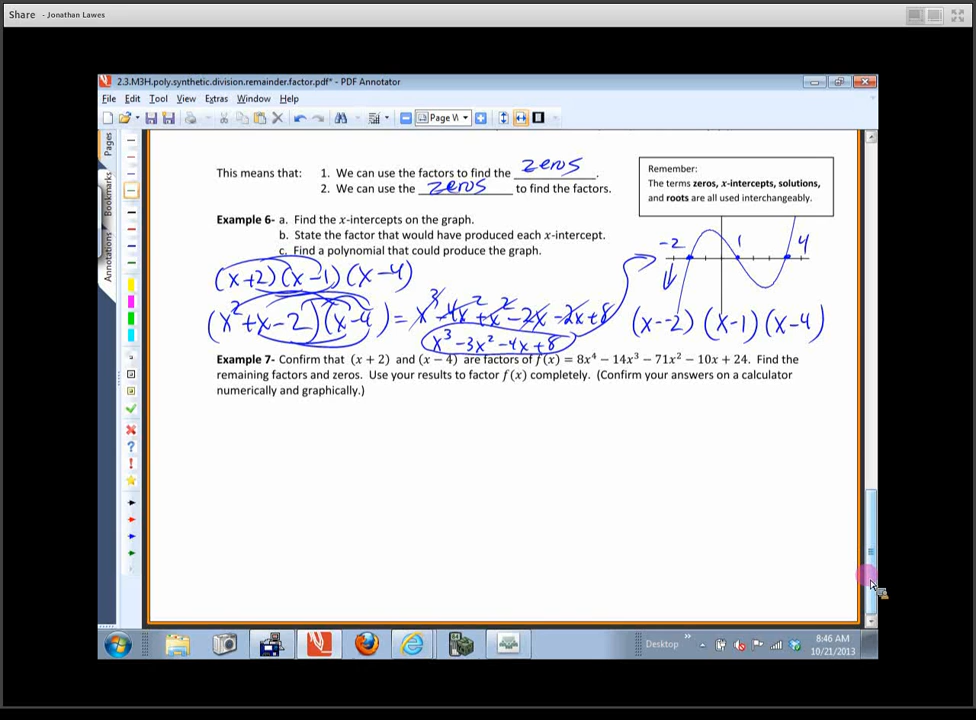 Share - Jonathan Lawes
2.3.M3H.poly.synthetic.division.remainder.factor.pdf* - PDF Annotator
File Edit Tool View Extras Window Help
Page W
Pages
Bookmarks
Annotations
This means that: 1. We can use the factors to find the zeros.
2. We can use the zeros to find the factors.
Remember:
The terms zeros, x-intercepts, solutions,
and roots are all used interchangeably.
Example 6- a. Find the x-intercepts on the graph.
b. State the factor that would have produced each x-intercept.
c. Find a polynomial that could produce the graph.
-2 1 4
(x+2)(x-1)(x-4)
(x²+x-2)(x-4) = x³-4x²+x²-2x-2x+8
(x--2) (x-1) (x-4)
x³-3x²-4x+8
Example 7- Confirm that (x + 2) and (x − 4) are factors of f(x) = 8x⁴ − 14x³ − 71x² − 10x + 24. Find the
remaining factors and zeros. Use your results to factor f(x) completely. (Confirm your answers on a calculator
numerically and graphically.)
Desktop
8:46 AM
10/21/2013